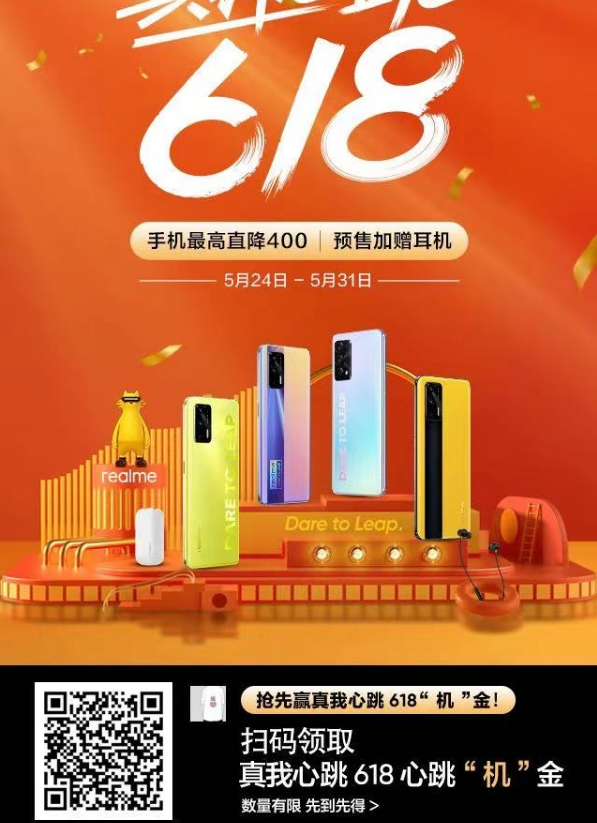 618
手机最高直降400 | 预售加赠耳机
5月24日 - 5月31日
realme
DARE TO LEAP
realme
DARE TO LEAP
Dare to Leap.
抢先赢真我心跳 618“ 机 ”金！
扫码领取
真我心跳 618 心跳 “ 机 ” 金
数量有限 先到先得 >